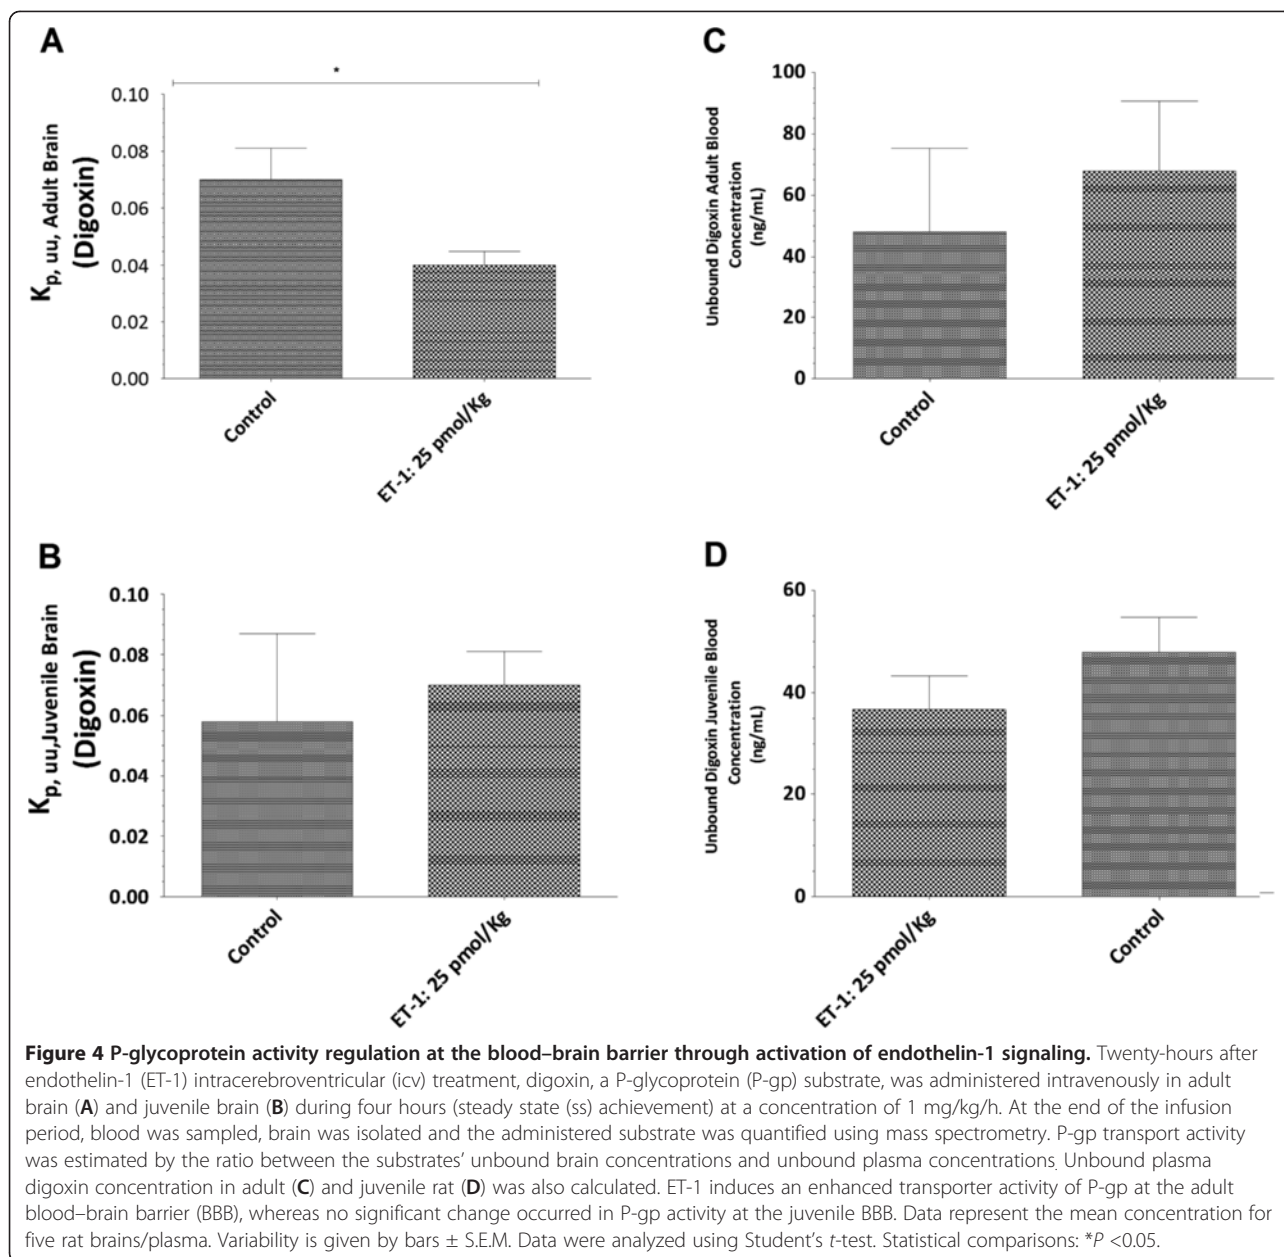 A
*
K p, uu, Adult Brain
(Digoxin)
0.10
0.08
0.06
0.04
0.02
0.00
Control
ET-1: 25 pmol/Kg
C
Unbound Digoxin Adult Blood
Concentration
(ng/mL)
100
80
60
40
20
0
Control
ET-1: 25 pmol/Kg
B
K p, uu,Juvenile Brain
(Digoxin)
0.10
0.08
0.06
0.04
0.02
0.00
Control
ET-1: 25 pmol/Kg
D
Unbound Digoxin Juvenile Blood
Concentration
(ng/mL)
60
40
20
0
ET-1: 25 pmol/Kg
Control
Figure 4 P-glycoprotein activity regulation at the blood–brain barrier through activation of endothelin-1 signaling. Twenty-hours after
endothelin-1 (ET-1) intracerebroventricular (icv) treatment, digoxin, a P-glycoprotein (P-gp) substrate, was administered intravenously in adult
brain (A) and juvenile brain (B) during four hours (steady state (ss) achievement) at a concentration of 1 mg/kg/h. At the end of the infusion
period, blood was sampled, brain was isolated and the administered substrate was quantified using mass spectrometry. P-gp transport activity
was estimated by the ratio between the substrates’ unbound brain concentrations and unbound plasma concentrations. Unbound plasma
digoxin concentration in adult (C) and juvenile rat (D) was also calculated. ET-1 induces an enhanced transporter activity of P-gp at the adult
blood–brain barrier (BBB), whereas no significant change occurred in P-gp activity at the juvenile BBB. Data represent the mean concentration for
five rat brains/plasma. Variability is given by bars ± S.E.M. Data were analyzed using Student’s t-test. Statistical comparisons: *P <0.05.